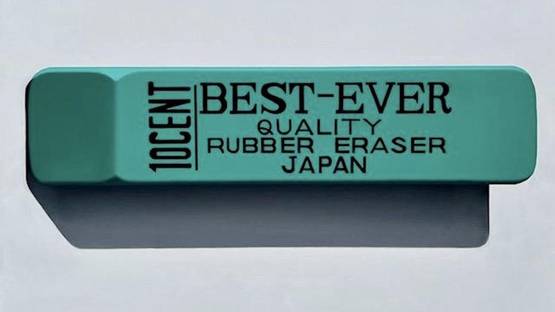 10CENT
BEST-EVER
QUALITY
RUBBER ERASER
JAPAN